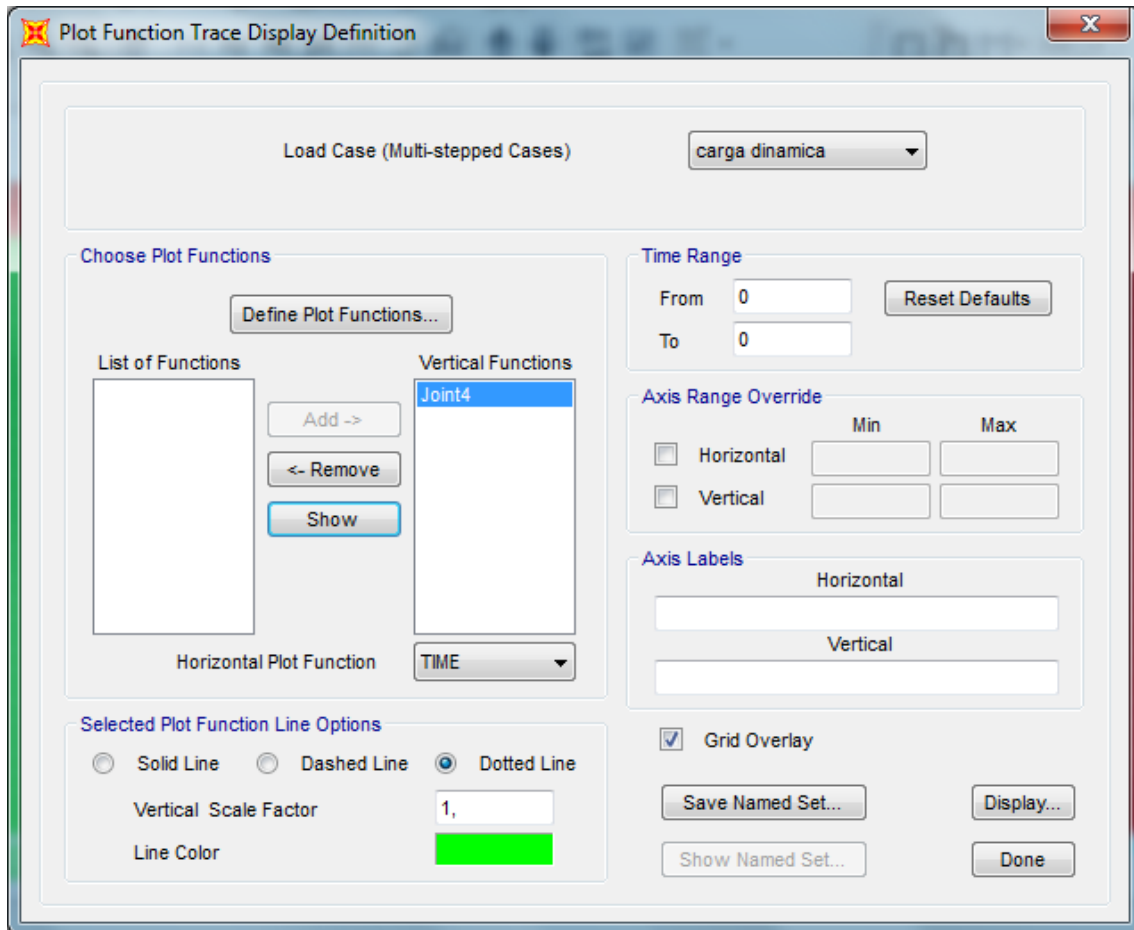 Plot Function Trace Display Definition
Load Case (Multi-stepped Cases)
carga dinamica
Choose Plot Functions
Define Plot Functions...
List of Functions
Vertical Functions
Joint4
Add ->
<- Remove
Show
Horizontal Plot Function
TIME
Selected Plot Function Line Options
Solid Line
Dashed Line
Dotted Line
Vertical Scale Factor
1,
Line Color
Time Range
From
0
Reset Defaults
To
0
Axis Range Override
Min
Max
Horizontal
Vertical
Axis Labels
Horizontal
Vertical
Grid Overlay
Save Named Set...
Display...
Show Named Set...
Done